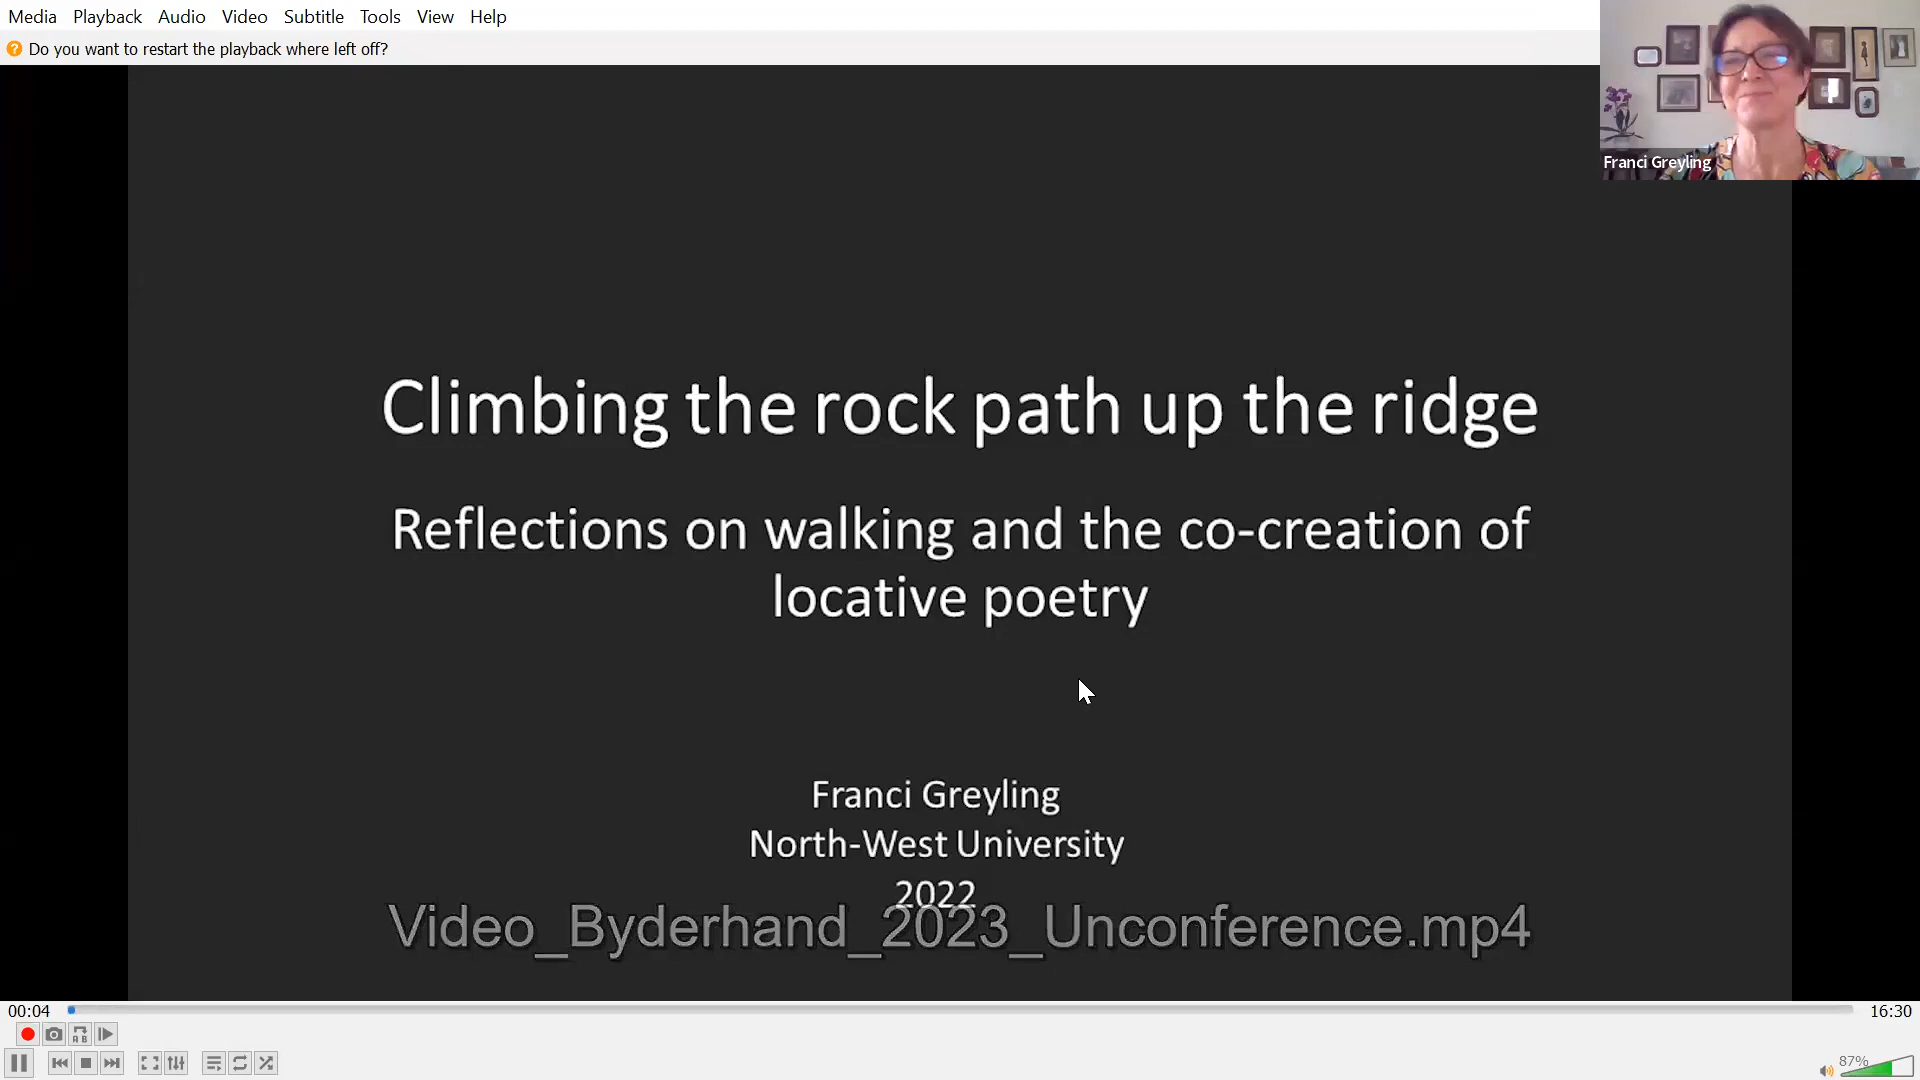 Media Playback Audio Video Subtitle Tools View Help
Do you want to restart the playback where left off?
Franci Greyling
Climbing the rock path up the ridge
Reflections on walking and the co-creation of
locative poetry
Franci Greyling
North-West University
2022
Video_Byderhand_2023_Unconference.mp4
00:04
16:30
A B
87%